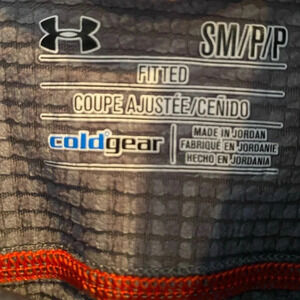 SM/P/P
FITTED
COUPE AJUSTÉE/CEÑIDO
coldgear
MADE IN JORDAN
FABRIQUÉ EN JORDANIE
HECHO EN JORDANIA